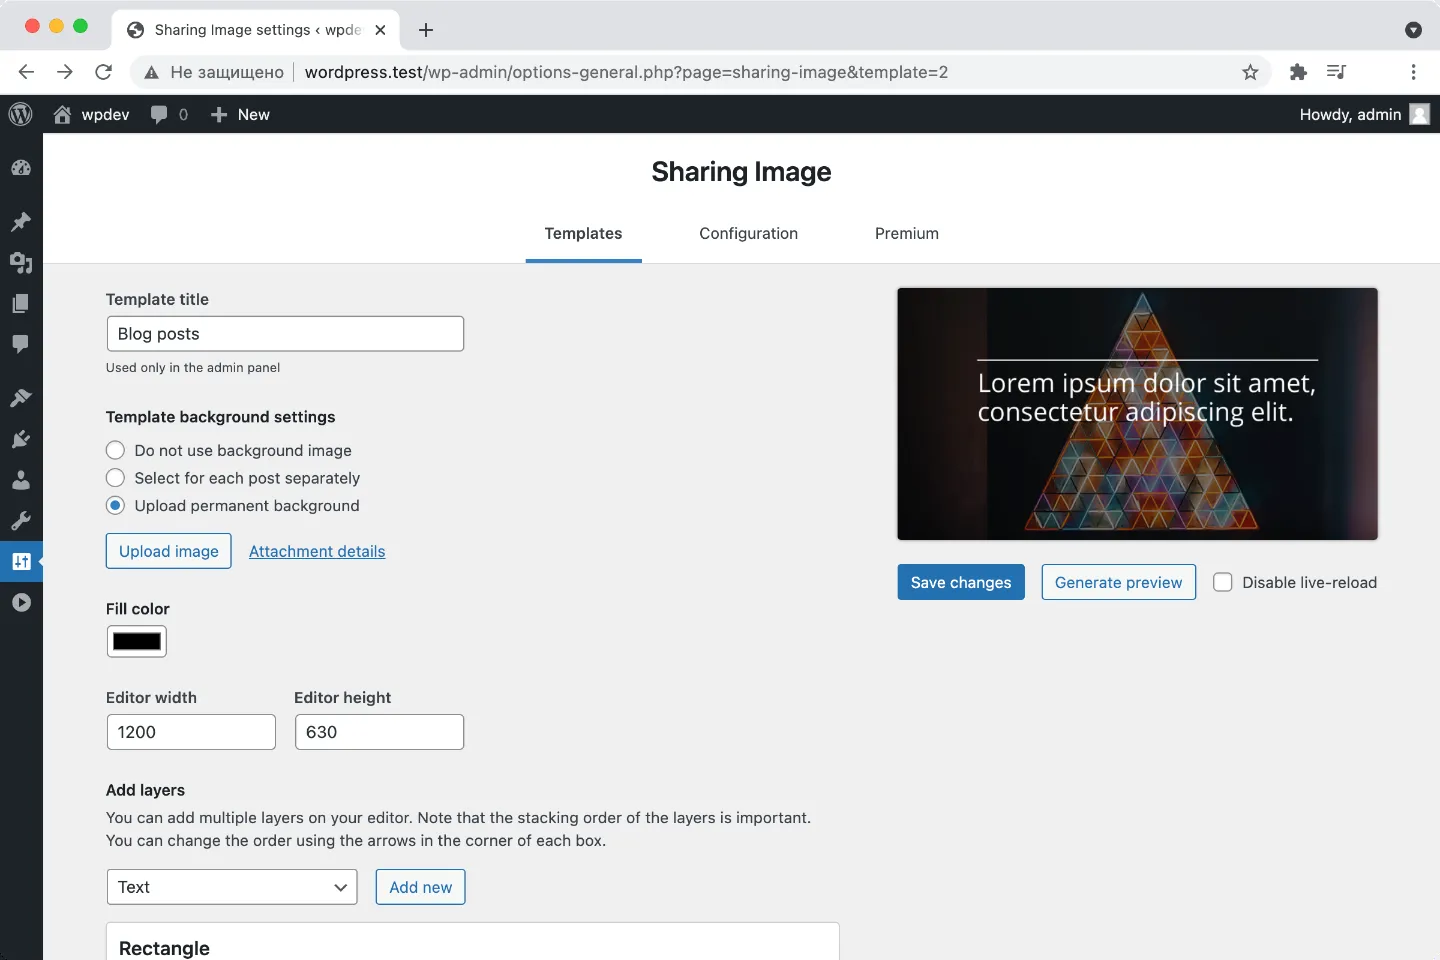 Sharing Image settings ‹ wpde
Не защищено
wordpress.test/wp-admin/options-general.php?page=sharing-image&template=2
wpdev
0
New
Howdy, admin
Sharing Image
Templates
Configuration
Premium
Template title
Blog posts
Used only in the admin panel
Template background settings
Do not use background image
Select for each post separately
Upload permanent background
Upload image
Attachment details
Fill color
Editor width
Editor height
1200
630
Add layers
You can add multiple layers on your editor. Note that the stacking order of the layers is important.
You can change the order using the arrows in the corner of each box.
Text
Add new
Rectangle
Lorem ipsum dolor sit amet,
consectetur adipiscing elit.
Save changes
Generate preview
Disable live-reload